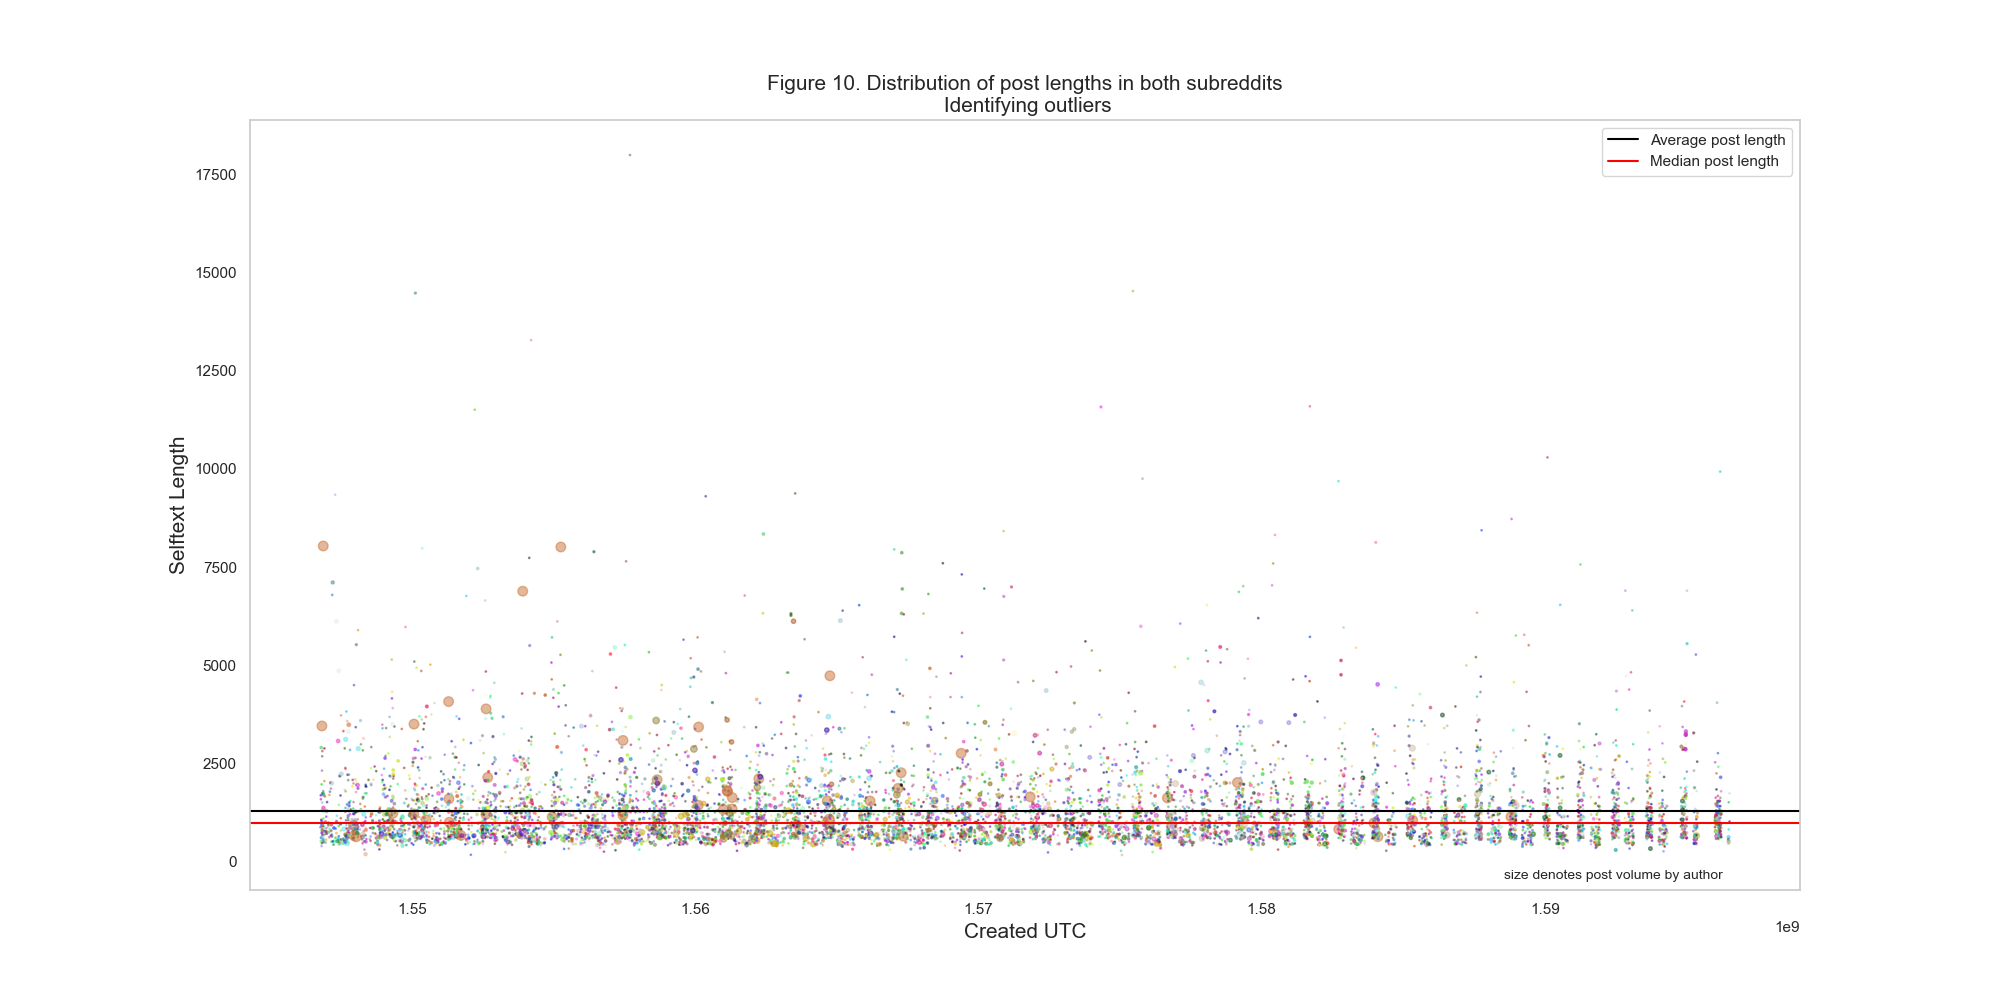 Figure 10. Distribution of post lengths in both subreddits
Identifying outliers
Average post length
Median post length
17500
15000
12500
10000
7500
5000
2500
0
Selftext Length
size denotes post volume by author
1.55
1.56
1.57
1.58
1.59
1e9
Created UTC